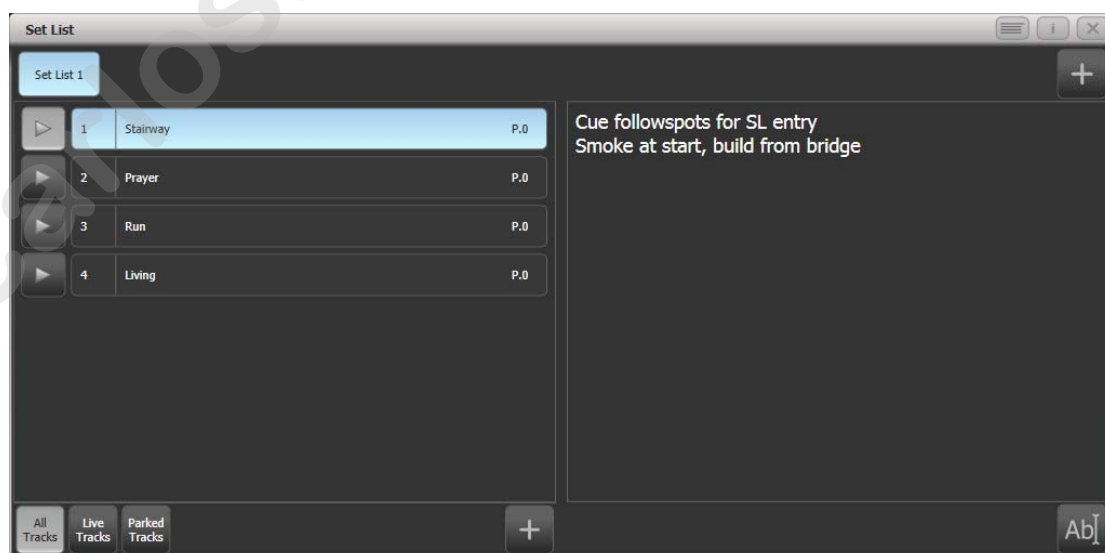 Set List
Set List 1
1 Stairway P.0
2 Prayer P.0
3 Run P.0
4 Living P.0
Cue followspots for SL entry
Smoke at start, build from bridge
All Tracks
Live Tracks
Parked Tracks
Ab
carlos